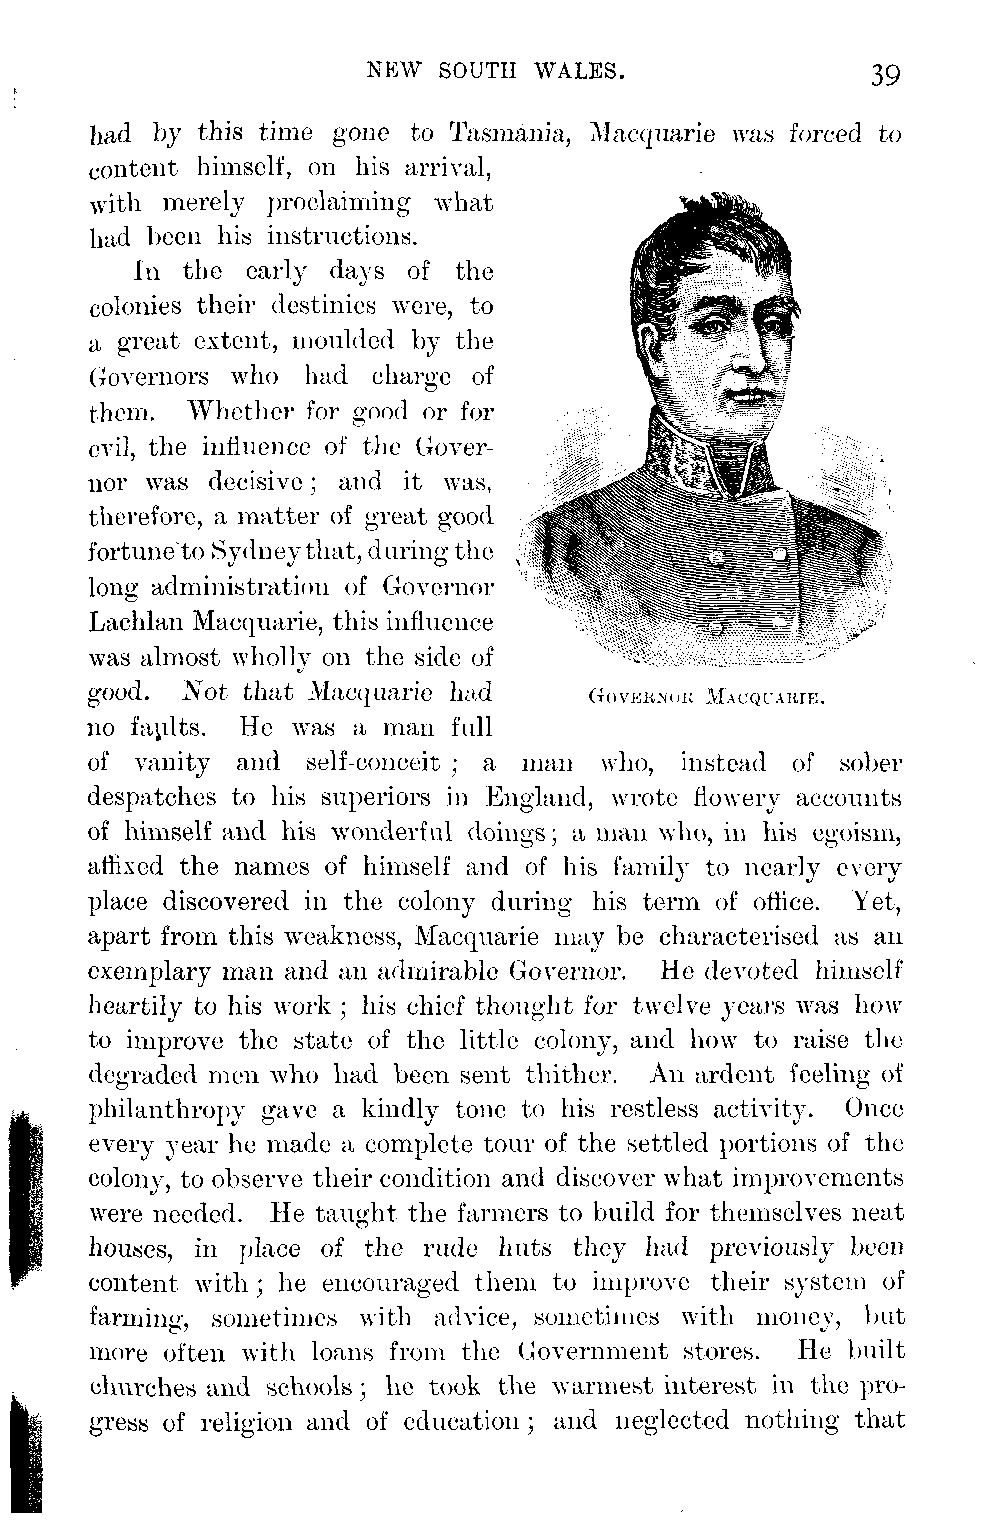 NEW SOUTH WALES. 39
had by this time gone to Tasmania, Macquarie was forced to
content himself, on his arrival,
with merely proclaiming what
had been his instructions.
In the early days of the
colonies their destinies were, to
a great extent, moulded by the
Governors who had charge of
them. Whether for good or for
evil, the influence of the Gover-
nor was decisive; and it was,
therefore, a matter of great good
fortune to Sydney that, during the
long administration of Governor
Lachlan Macquarie, this influence
was almost wholly on the side of
good. Not that Macquarie had
no faults. He was a man full
GOVERNOR MACQUARIE.
of vanity and self-conceit; a man who, instead of sober
despatches to his superiors in England, wrote flowery accounts
of himself and his wonderful doings; a man who, in his egoism,
affixed the names of himself and of his family to nearly every
place discovered in the colony during his term of office. Yet,
apart from this weakness, Macquarie may be characterised as an
exemplary man and an admirable Governor. He devoted himself
heartily to his work; his chief thought for twelve years was how
to improve the state of the little colony, and how to raise the
degraded men who had been sent thither. An ardent feeling of
philanthropy gave a kindly tone to his restless activity. Once
every year he made a complete tour of the settled portions of the
colony, to observe their condition and discover what improvements
were needed. He taught the farmers to build for themselves neat
houses, in place of the rude huts they had previously been
content with; he encouraged them to improve their system of
farming, sometimes with advice, sometimes with money, but
more often with loans from the Government stores. He built
churches and schools; he took the warmest interest in the pro-
gress of religion and of education; and neglected nothing that